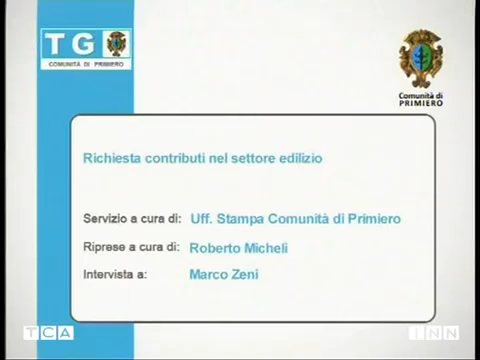 TG
COMUNITÀ DI PRIMIERO
Comunità di
PRIMIERO
Richiesta contributi nel settore edilizio
Servizio a cura di: Uff. Stampa Comunità di Primiero
Riprese a cura di: Roberto Micheli
Intervista a: Marco Zeni
TCA
INN